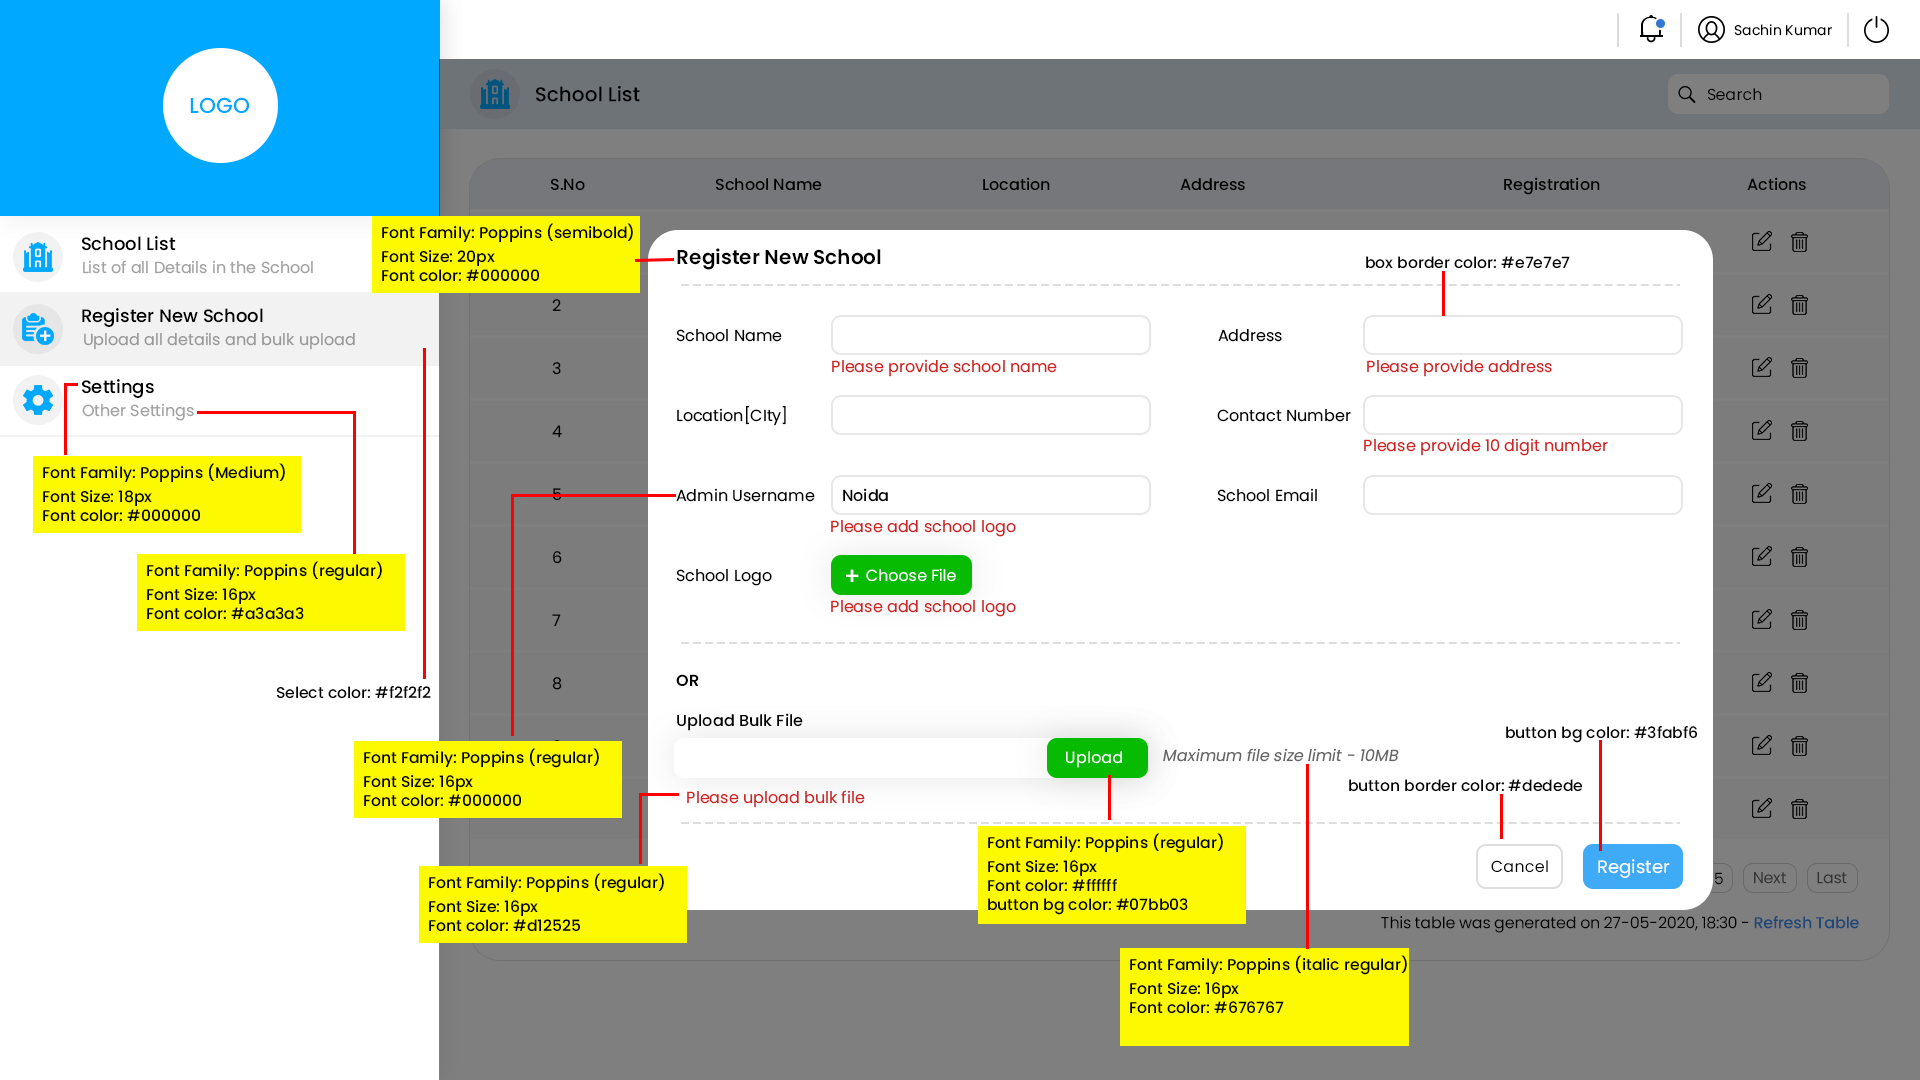 Sachin Kumar
LOGO
School List
Search
S.No
School Name
Location
Address
Registration
Actions
School List
List of all Details in the School
Register New School
Upload all details and bulk upload
Settings
Other Settings
Font Family: Poppins (semibold)
Font Size: 20px
Font color: #000000
Font Family: Poppins (Medium)
Font Size: 18px
Font color: #000000
Font Family: Poppins (regular)
Font Size: 16px
Font color: #a3a3a3
Select color: #f2f2f2
2
3
4
5
6
7
8
Register New School
box border color: #e7e7e7
School Name
Please provide school name
Address
Please provide address
Location[CIty]
Contact Number
Please provide 10 digit number
Admin Username
Noida
Please add school logo
School Email
School Logo
+ Choose File
Please add school logo
OR
Upload Bulk File
Upload
Maximum file size limit - 10MB
Please upload bulk file
button bg color: #3fabf6
button border color: #dedede
Cancel
Register
Font Family: Poppins (regular)
Font Size: 16px
Font color: #000000
Font Family: Poppins (regular)
Font Size: 16px
Font color: #d12525
Font Family: Poppins (regular)
Font Size: 16px
Font color: #ffffff
button bg color: #07bb03
5
Next
Last
This table was generated on 27-05-2020, 18:30 - Refresh Table
Font Family: Poppins (italic regular)
Font Size: 16px
Font color: #676767